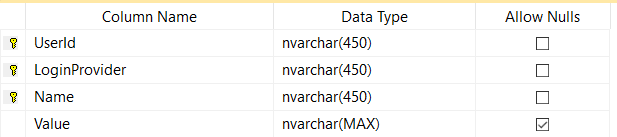 Column Name Data Type Allow Nulls
UserId nvarchar(450)
LoginProvider nvarchar(450)
Name nvarchar(450)
Value nvarchar(MAX)